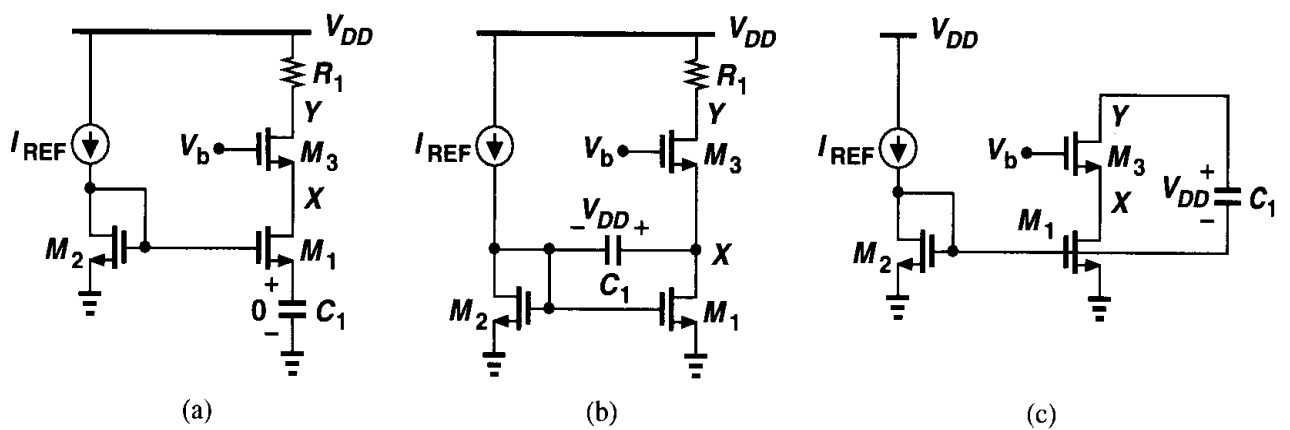 V_DD
R_1
Y
I_REF
V_b
M_3
X
M_2
M_1
+
0
C_1
−
(a)
V_DD
R_1
Y
I_REF
V_b
M_3
− V_DD +
X
C_1
M_2
M_1
(b)
V_DD
Y
I_REF
V_b
M_3
+
V_DD
C_1
−
X
M_1
M_2
(c)